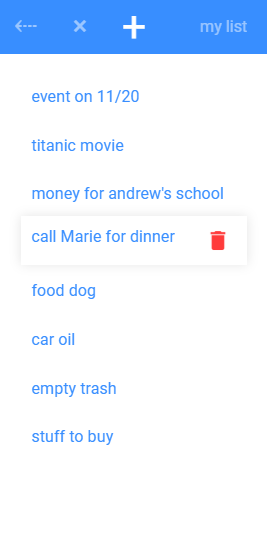 my list
event on 11/20
titanic movie
money for andrew's school
call Marie for dinner
food dog
car oil
empty trash
stuff to buy